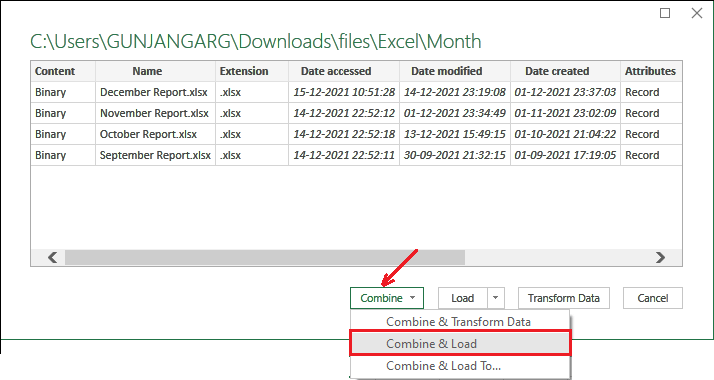 C:\Users\GUNJANGARG\Downloads\files\Excel\Month
Content Name Extension Date accessed Date modified Date created Attributes
Binary December Report.xlsx .xlsx 15-12-2021 10:51:28 14-12-2021 23:19:08 01-12-2021 23:37:03 Record
Binary November Report.xlsx .xlsx 14-12-2021 22:52:12 01-12-2021 23:34:49 01-11-2021 23:02:09 Record
Binary October Report.xlsx .xlsx 14-12-2021 22:52:18 13-12-2021 15:49:15 01-10-2021 21:04:22 Record
Binary September Report.xlsx .xlsx 14-12-2021 22:52:11 30-09-2021 21:32:15 01-09-2021 17:19:05 Record
Combine Load Transform Data Cancel
Combine & Transform Data
Combine & Load
Combine & Load To...